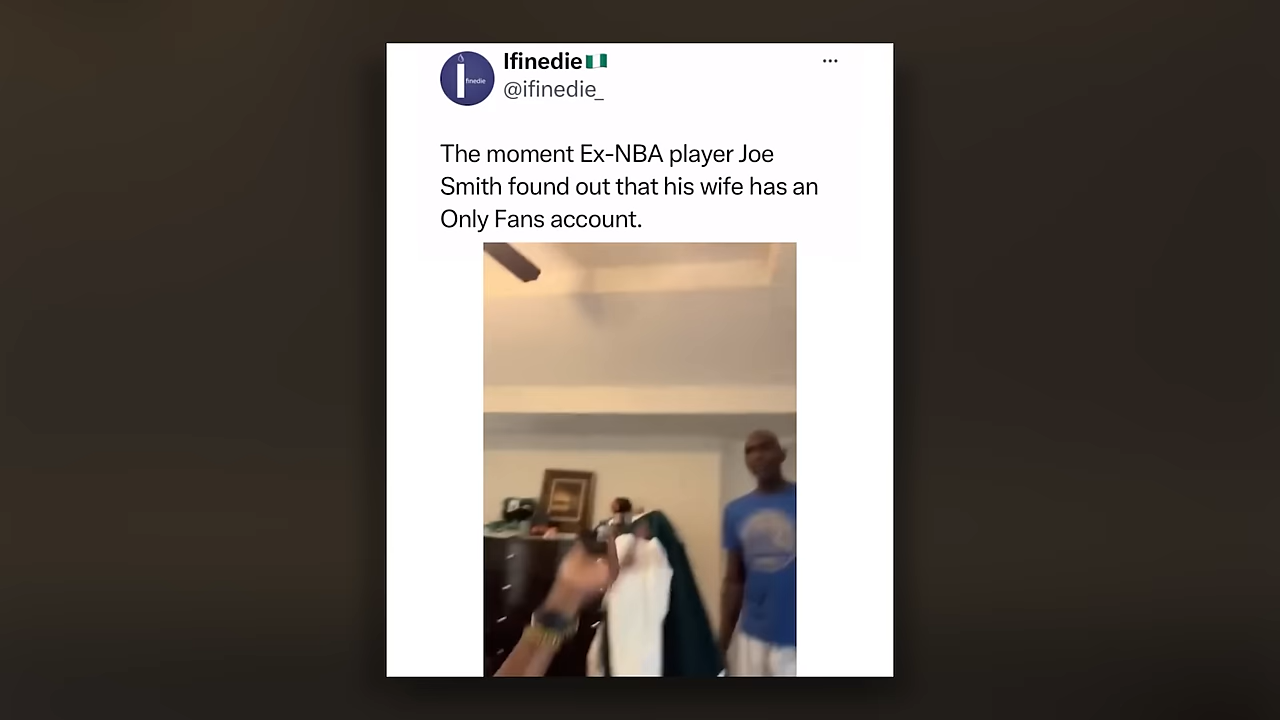 Ifinedie🇳🇬
finedie
@ifinedie_
The moment Ex-NBA player Joe
Smith found out that his wife has an
Only Fans account.